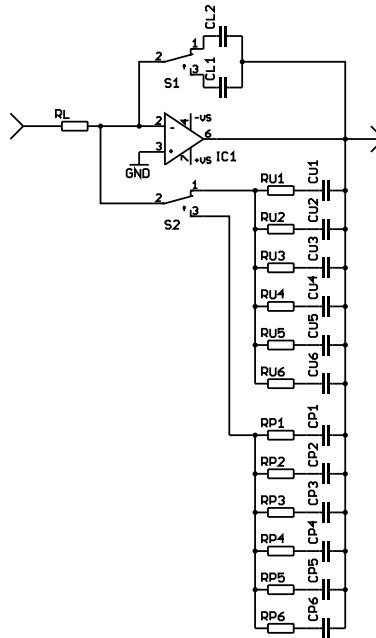 CL2
1
2
3
S1
CL1
RL
2
-
4
-VS
6
3
+
7
+VS
IC1
GND
1
2
3
S2
RU1
CU1
RU2
CU2
RU3
CU3
RU4
CU4
RU5
CU5
RU6
CU6
RP1
CP1
RP2
CP2
RP3
CP3
RP4
CP4
RP5
CP5
RP6
CP6